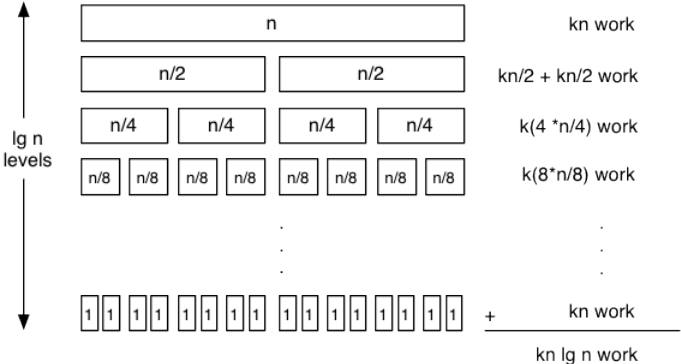 n kn work
n/2 n/2 kn/2 + kn/2 work
n/4 n/4 n/4 n/4 k(4 *n/4) work
lg n
levels
n/8 n/8 n/8 n/8 n/8 n/8 n/8 n/8 k(8*n/8) work
. .
. .
. .
1 1 1 1 1 1 1 1 1 1 1 1 1 1 1 1 + kn work
kn lg n work